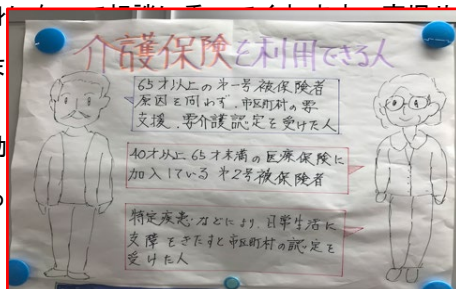 介護保険を利用できる人
65才以上の第一号被保険者
原因を問わず、市区町村の要
支援、要介護認定を受けた人
40才以上65才未満の医療保険に
加入している 第2号被保険者
特定疾患などにより、日常生活に
支障をきたすと市区町村の認定を
受けた人